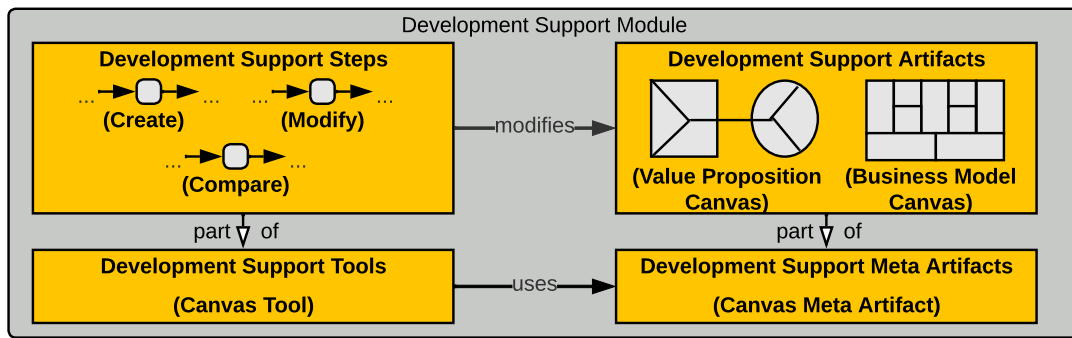 Development Support Module
Development Support Steps
... ...
(Create)
... ...
(Modify)
... ...
(Compare)
modifies
Development Support Artifacts
(Value Proposition
Canvas)
(Business Model
Canvas)
part of
part of
Development Support Tools
(Canvas Tool)
uses
Development Support Meta Artifacts
(Canvas Meta Artifact)